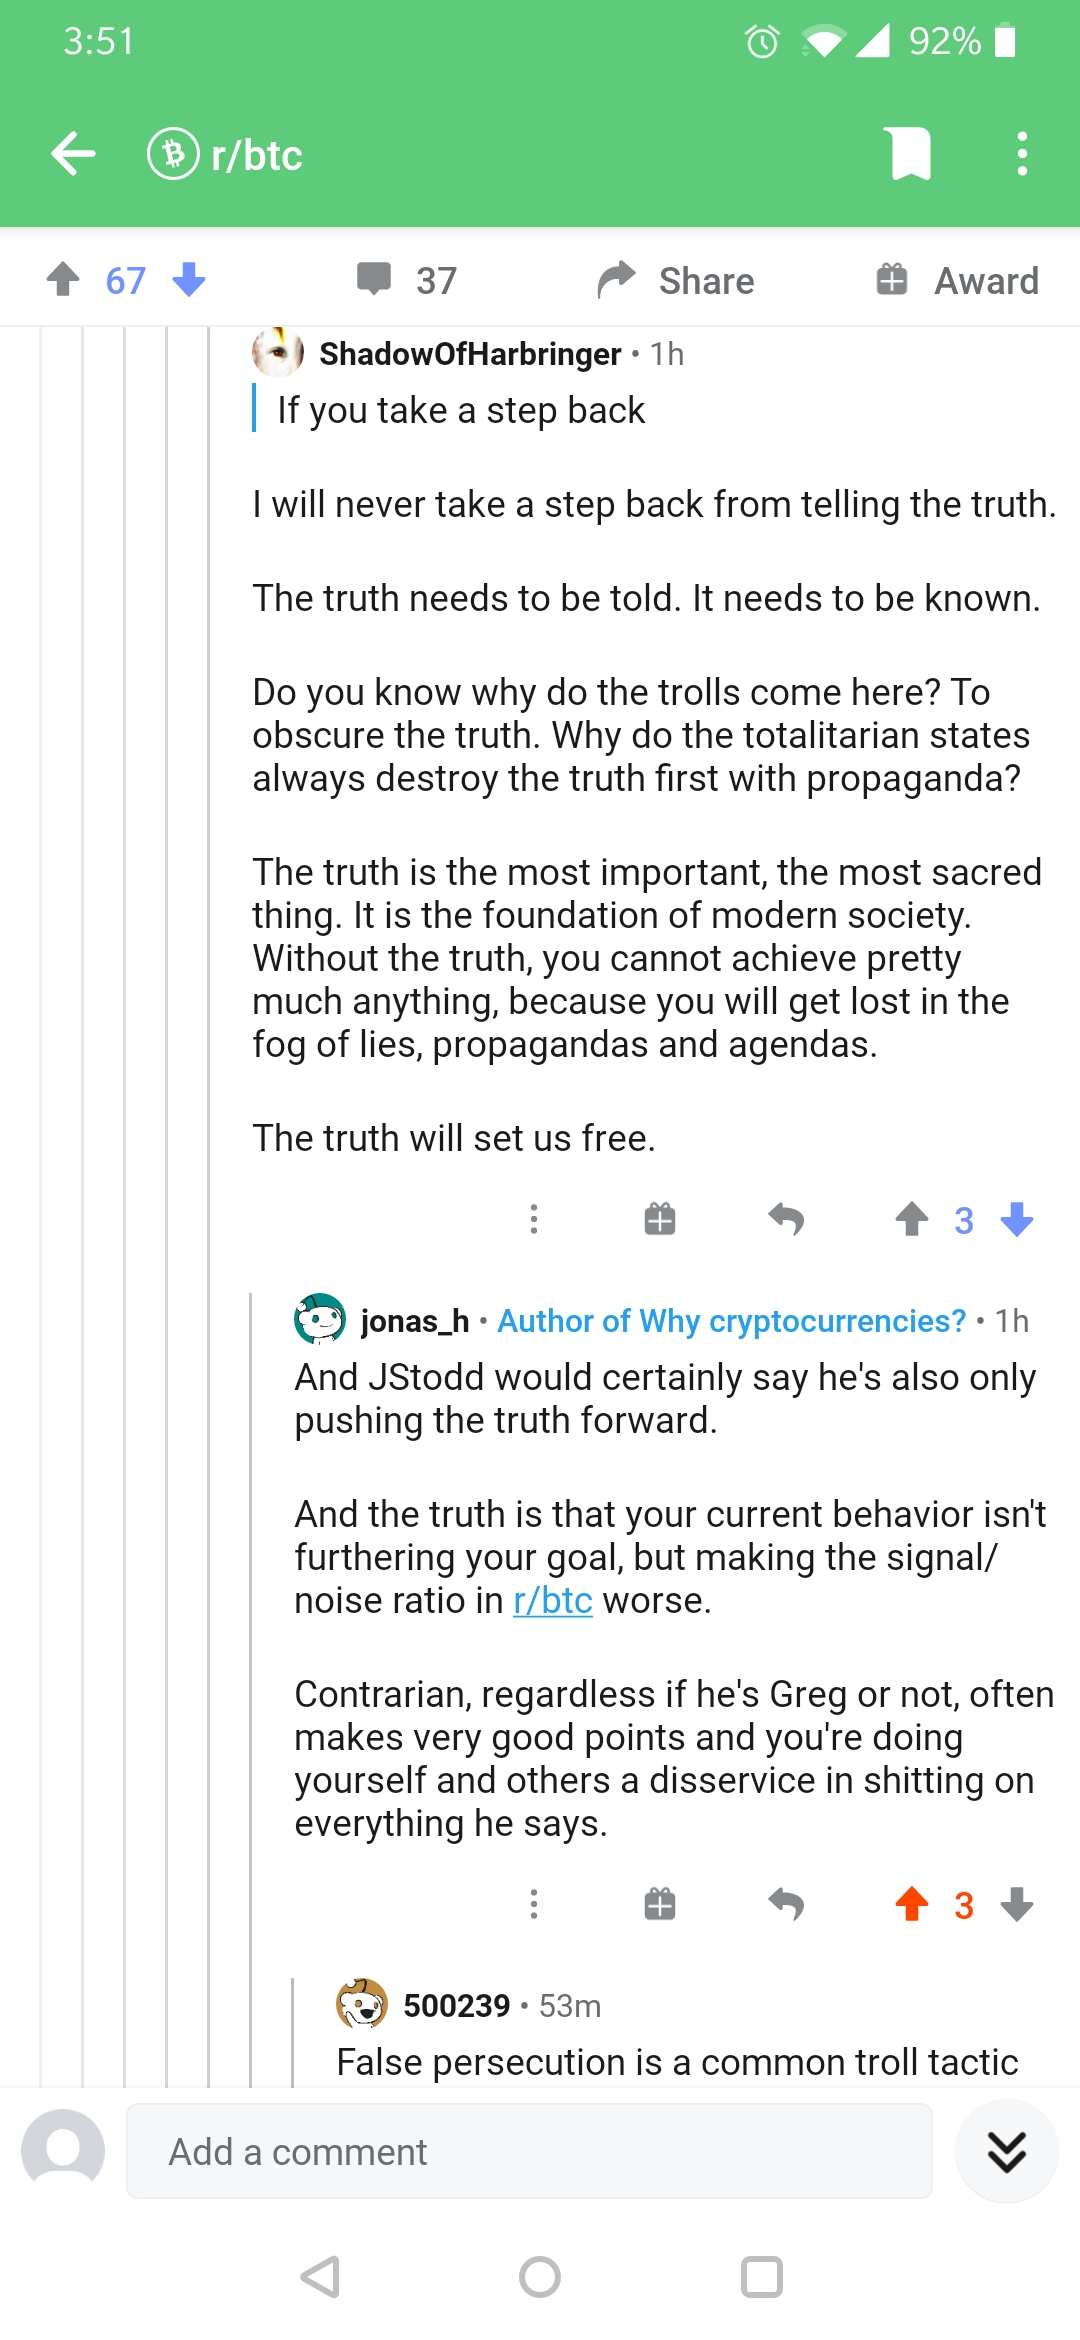 3:51
92%
r/btc
67
37
Share
Award
ShadowOfHarbringer • 1h
If you take a step back
I will never take a step back from telling the truth.
The truth needs to be told. It needs to be known.
Do you know why do the trolls come here? To
obscure the truth. Why do the totalitarian states
always destroy the truth first with propaganda?
The truth is the most important, the most sacred
thing. It is the foundation of modern society.
Without the truth, you cannot achieve pretty
much anything, because you will get lost in the
fog of lies, propagandas and agendas.
The truth will set us free.
3
jonas_h • Author of Why cryptocurrencies? • 1h
And JStodd would certainly say he's also only
pushing the truth forward.
And the truth is that your current behavior isn't
furthering your goal, but making the signal/
noise ratio in r/btc worse.
Contrarian, regardless if he's Greg or not, often
makes very good points and you're doing
yourself and others a disservice in shitting on
everything he says.
3
500239 • 53m
False persecution is a common troll tactic
Add a comment